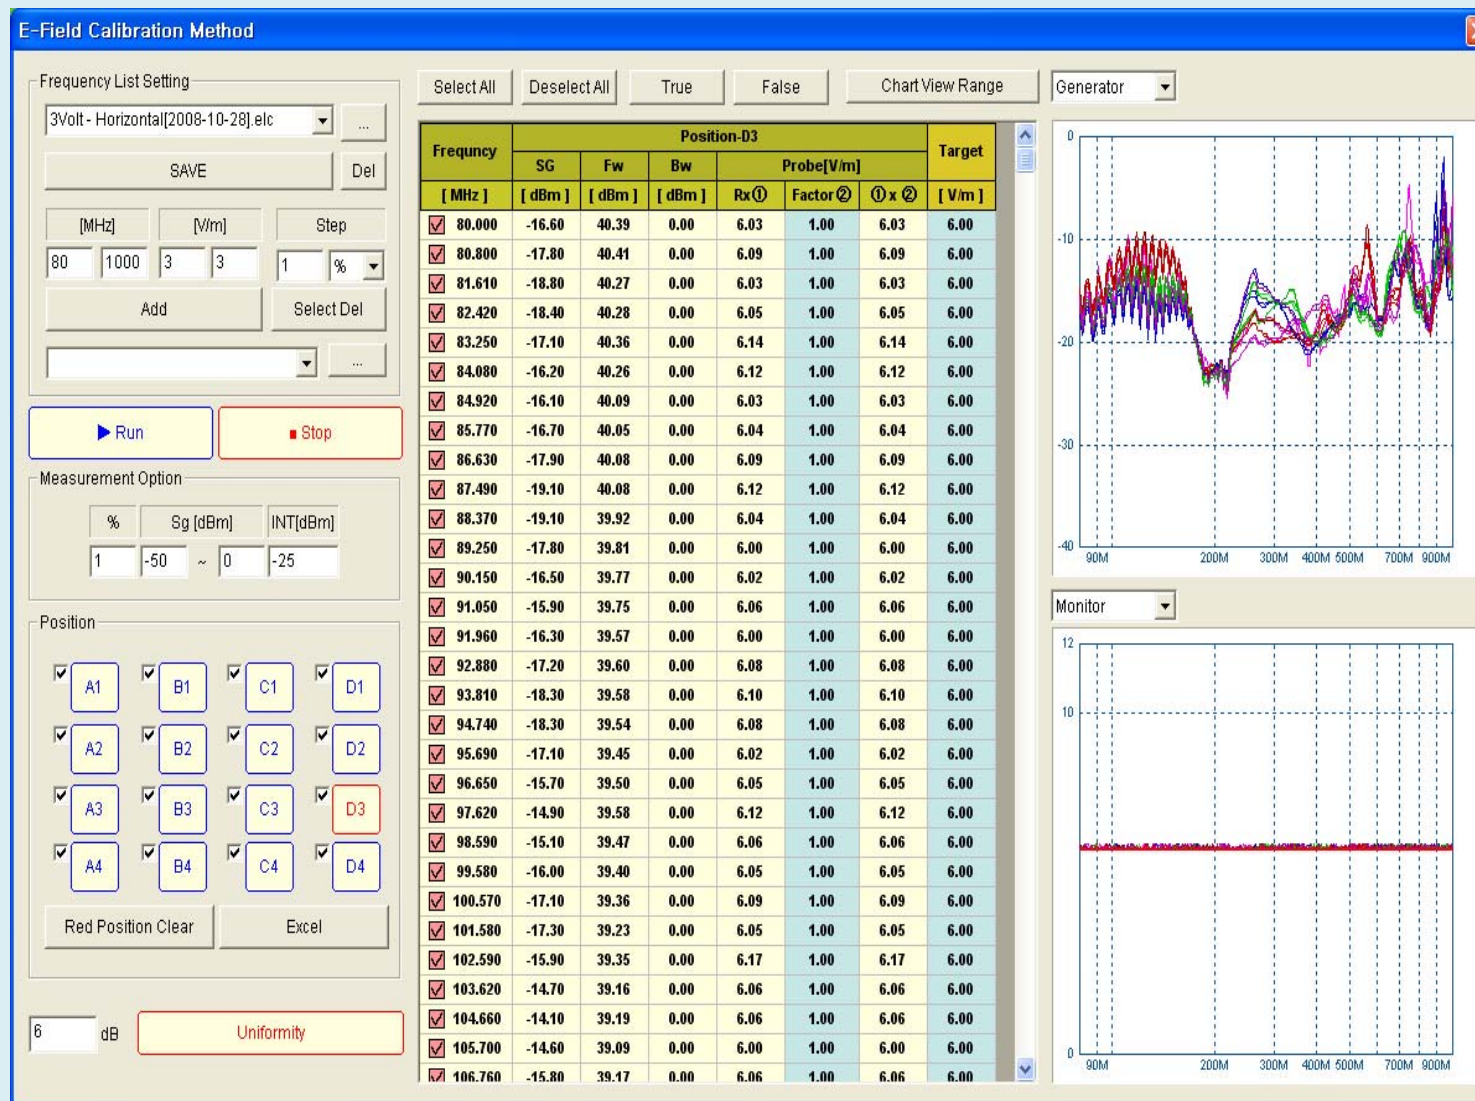 E-Field Calibration Method
Frequency List Setting
3Volt - Horizontal[2008-10-28].elc
...
SAVE
Del
[MHz] [V/m] Step
80 1000 3 3 1 %
Add
Select Del
...
Run
Stop
Measurement Option
% Sg [dBm] INT[dBm]
1 -50 ~ 0 -25
Position
A1 B1 C1 D1
A2 B2 C2 D2
A3 B3 C3 D3
A4 B4 C4 D4
Red Position Clear
Excel
6 dB
Uniformity
Select All
Deselect All
True
False
Chart View Range
Frequncy Position-D3 Target
SG Fw Bw Probe[V/m]
[ MHz ] [ dBm ] [ dBm ] [ dBm ] Rx① Factor② ① x ② [ V/m ]
80.000 -16.60 40.39 0.00 6.03 1.00 6.03 6.00
80.800 -17.80 40.41 0.00 6.09 1.00 6.09 6.00
81.610 -18.80 40.27 0.00 6.03 1.00 6.03 6.00
82.420 -18.40 40.28 0.00 6.05 1.00 6.05 6.00
83.250 -17.10 40.36 0.00 6.14 1.00 6.14 6.00
84.080 -16.20 40.26 0.00 6.12 1.00 6.12 6.00
84.920 -16.10 40.09 0.00 6.03 1.00 6.03 6.00
85.770 -16.70 40.05 0.00 6.04 1.00 6.04 6.00
86.630 -17.90 40.08 0.00 6.09 1.00 6.09 6.00
87.490 -19.10 40.08 0.00 6.12 1.00 6.12 6.00
88.370 -19.10 39.92 0.00 6.04 1.00 6.04 6.00
89.250 -17.80 39.81 0.00 6.00 1.00 6.00 6.00
90.150 -16.50 39.77 0.00 6.02 1.00 6.02 6.00
91.050 -15.90 39.75 0.00 6.06 1.00 6.06 6.00
91.960 -16.30 39.57 0.00 6.00 1.00 6.00 6.00
92.880 -17.20 39.60 0.00 6.08 1.00 6.08 6.00
93.810 -18.30 39.58 0.00 6.10 1.00 6.10 6.00
94.740 -18.30 39.54 0.00 6.08 1.00 6.08 6.00
95.690 -17.10 39.45 0.00 6.02 1.00 6.02 6.00
96.650 -15.70 39.50 0.00 6.05 1.00 6.05 6.00
97.620 -14.90 39.58 0.00 6.12 1.00 6.12 6.00
98.590 -15.10 39.47 0.00 6.06 1.00 6.06 6.00
99.580 -16.00 39.40 0.00 6.05 1.00 6.05 6.00
100.570 -17.10 39.36 0.00 6.09 1.00 6.09 6.00
101.580 -17.30 39.23 0.00 6.05 1.00 6.05 6.00
102.590 -15.90 39.35 0.00 6.17 1.00 6.17 6.00
103.620 -14.70 39.16 0.00 6.06 1.00 6.06 6.00
104.660 -14.10 39.19 0.00 6.06 1.00 6.06 6.00
105.700 -14.60 39.09 0.00 6.00 1.00 6.00 6.00
106.760 -15.80 39.17 0.00 6.06 1.00 6.06 6.00
Generator
0
-10
-20
-30
-40
90M 200M 300M 400M 500M 700M 900M
Monitor
12
10
0
90M 200M 300M 400M 500M 700M 900M